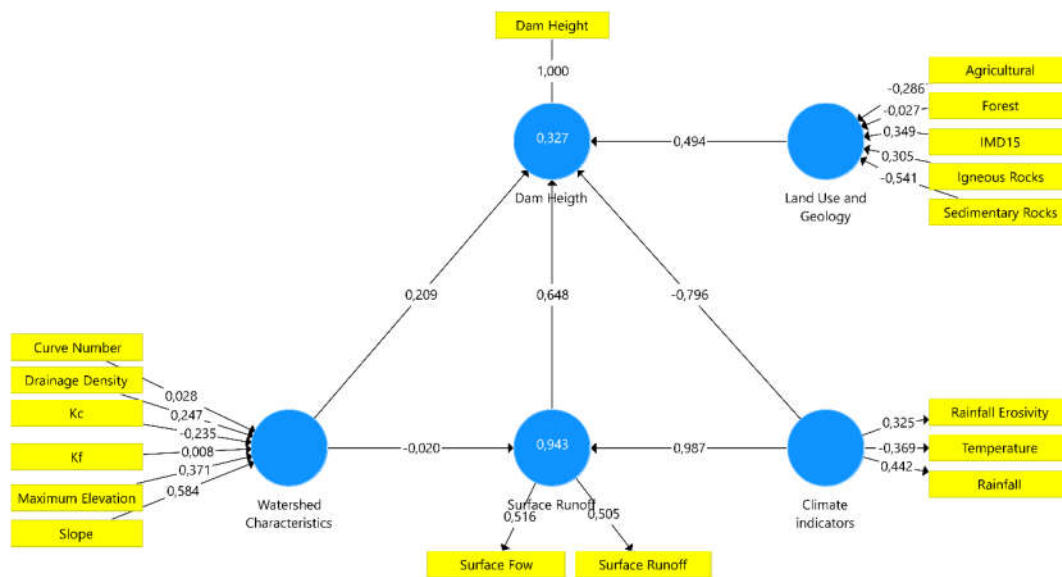 Dam Height
1,000
0,327
Dam Heigth
0,494
Agricultural
-0,286
Forest
-0,027
IMD15
0,349
0,305
Igneous Rocks
-0,541
Sedimentary Rocks
Land Use and
Geology
0,209
0,648
-0,796
Curve Number
0,028
Drainage Density
0,247
Kc
-0,235
Kf
0,008
0,371
Maximum Elevation
0,584
Slope
Watershed
Characteristics
-0,020
0,943
Surface Runoff
0,987
0,516
0,505
Surface Fow
Surface Runoff
Climate
indicators
0,325
Rainfall Erosivity
-0,369
Temperature
0,442
Rainfall